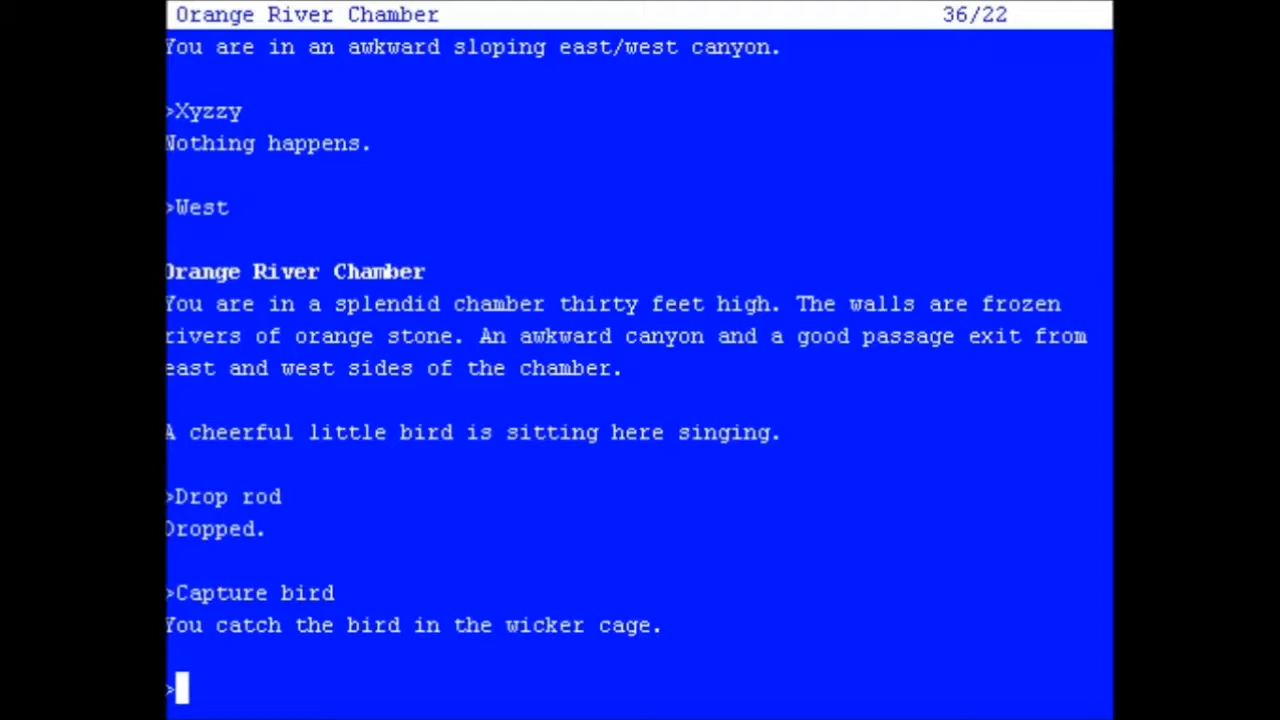 Orange River Chamber 36/22
You are in an awkward sloping east/west canyon.
>Xyzzy
Nothing happens.
>West
Orange River Chamber
You are in a splendid chamber thirty feet high. The walls are frozen
rivers of orange stone. An awkward canyon and a good passage exit from
east and west sides of the chamber.
A cheerful little bird is sitting here singing.
>Drop rod
Dropped.
>Capture bird
You catch the bird in the wicker cage.
>